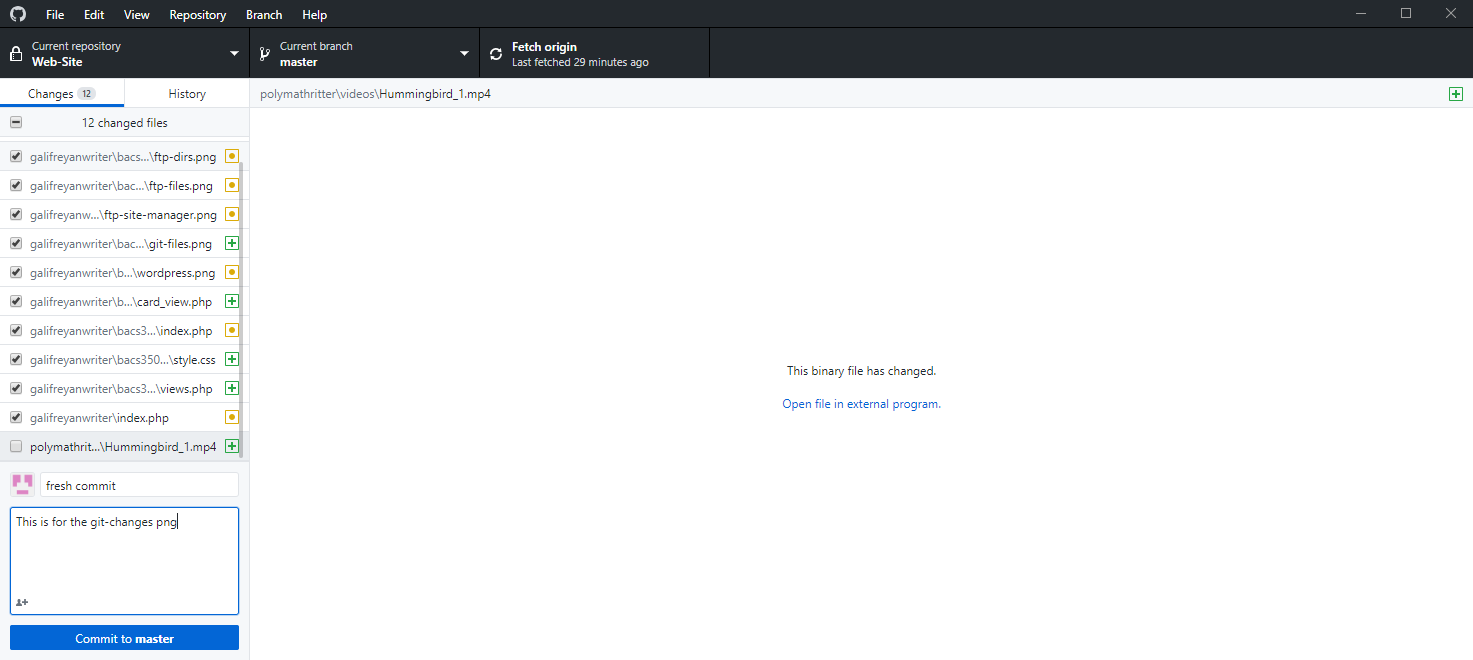 File Edit View Repository Branch Help
Current repository
Web-Site
Current branch
master
Fetch origin
Last fetched 29 minutes ago
Changes 12
History
polymathritter\videos\Hummingbird_1.mp4
12 changed files
galifreyanwriter\bacs...\ftp-dirs.png
galifreyanwriter\bac...\ftp-files.png
galifreyanw...\ftp-site-manager.png
galifreyanwriter\bac...\git-files.png
galifreyanwriter\b...\wordpress.png
galifreyanwriter\b...\card_view.php
galifreyanwriter\bacs3...\index.php
galifreyanwriter\bacs350...\style.css
galifreyanwriter\bacs3...\views.php
galifreyanwriter\index.php
polymathrit...\Hummingbird_1.mp4
This binary file has changed.
Open file in external program.
fresh commit
This is for the git-changes png
Commit to master